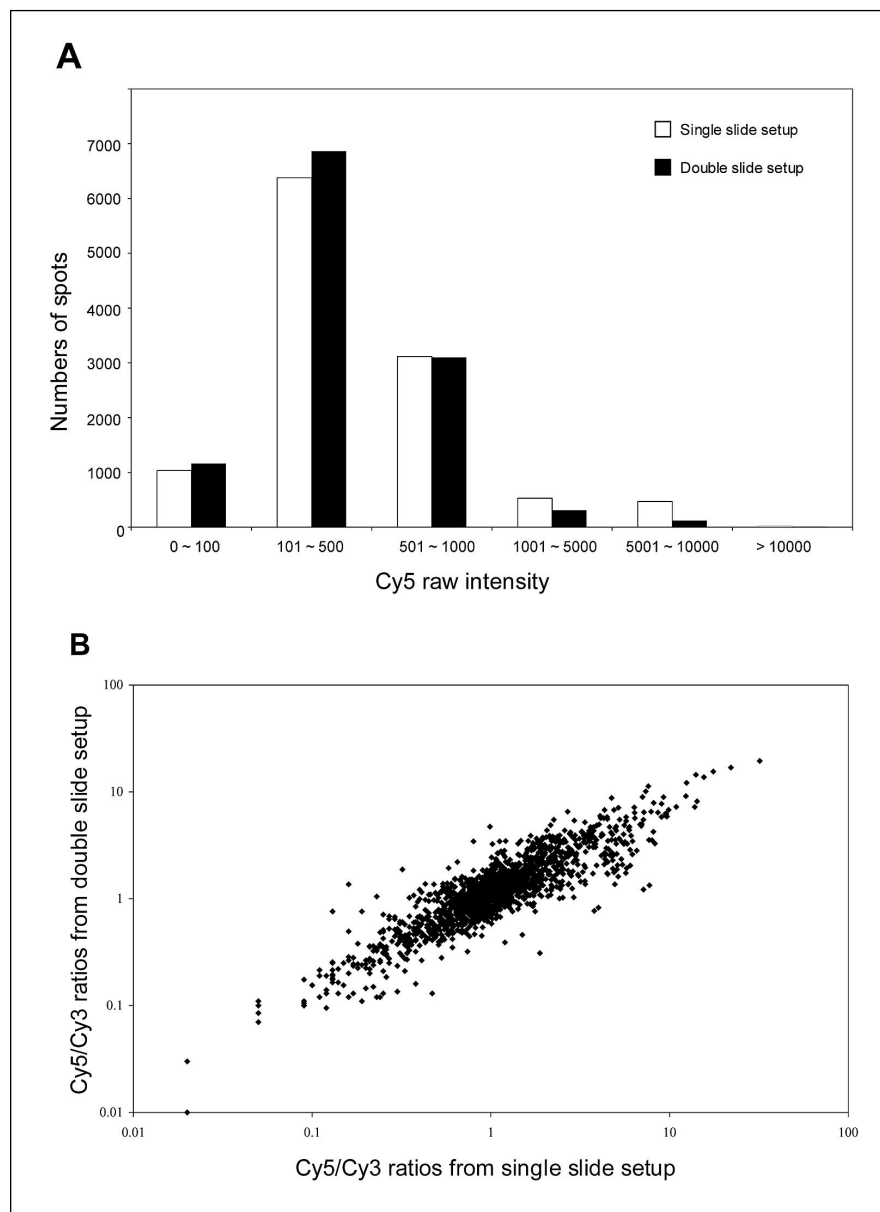 A
Single slide setup
Double slide setup
7000
6000
5000
4000
3000
2000
1000
0
Numbers of spots
0 ~ 100
101 ~ 500
501 ~ 1000
1001 ~ 5000
5001 ~ 10000
> 10000
Cy5 raw intensity
B
100
10
1
0.1
0.01
Cy5/Cy3 ratios from double slide setup
0.01
0.1
1
10
100
Cy5/Cy3 ratios from single slide setup